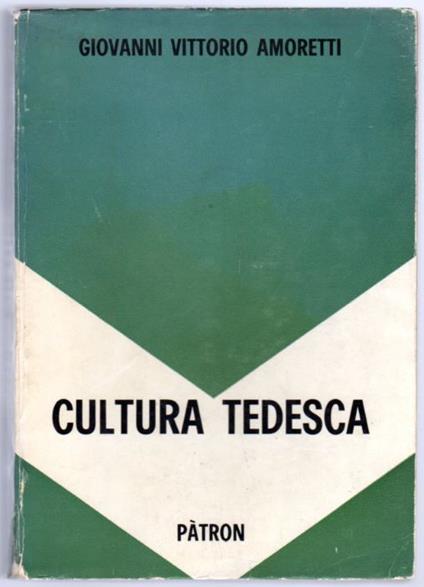 GIOVANNI VITTORIO AMORETTI
CULTURA TEDESCA
PÀTRON